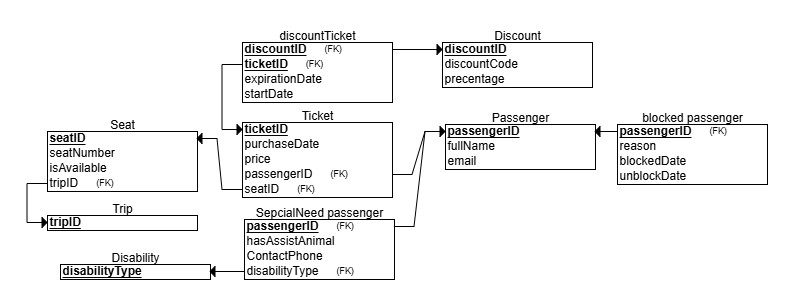 discountTicket
discountID (FK)
ticketID (FK)
expirationDate
startDate
Discount
discountID
discountCode
precentage
Seat
seatID
seatNumber
isAvailable
tripID (FK)
Ticket
ticketID
purchaseDate
price
passengerID (FK)
seatID (FK)
Passenger
passengerID
fullName
email
blocked passenger
passengerID (FK)
reason
blockedDate
unblockDate
Trip
tripID
SepcialNeed passenger
passengerID (FK)
hasAssistAnimal
ContactPhone
disabilityType (FK)
Disability
disabilityType